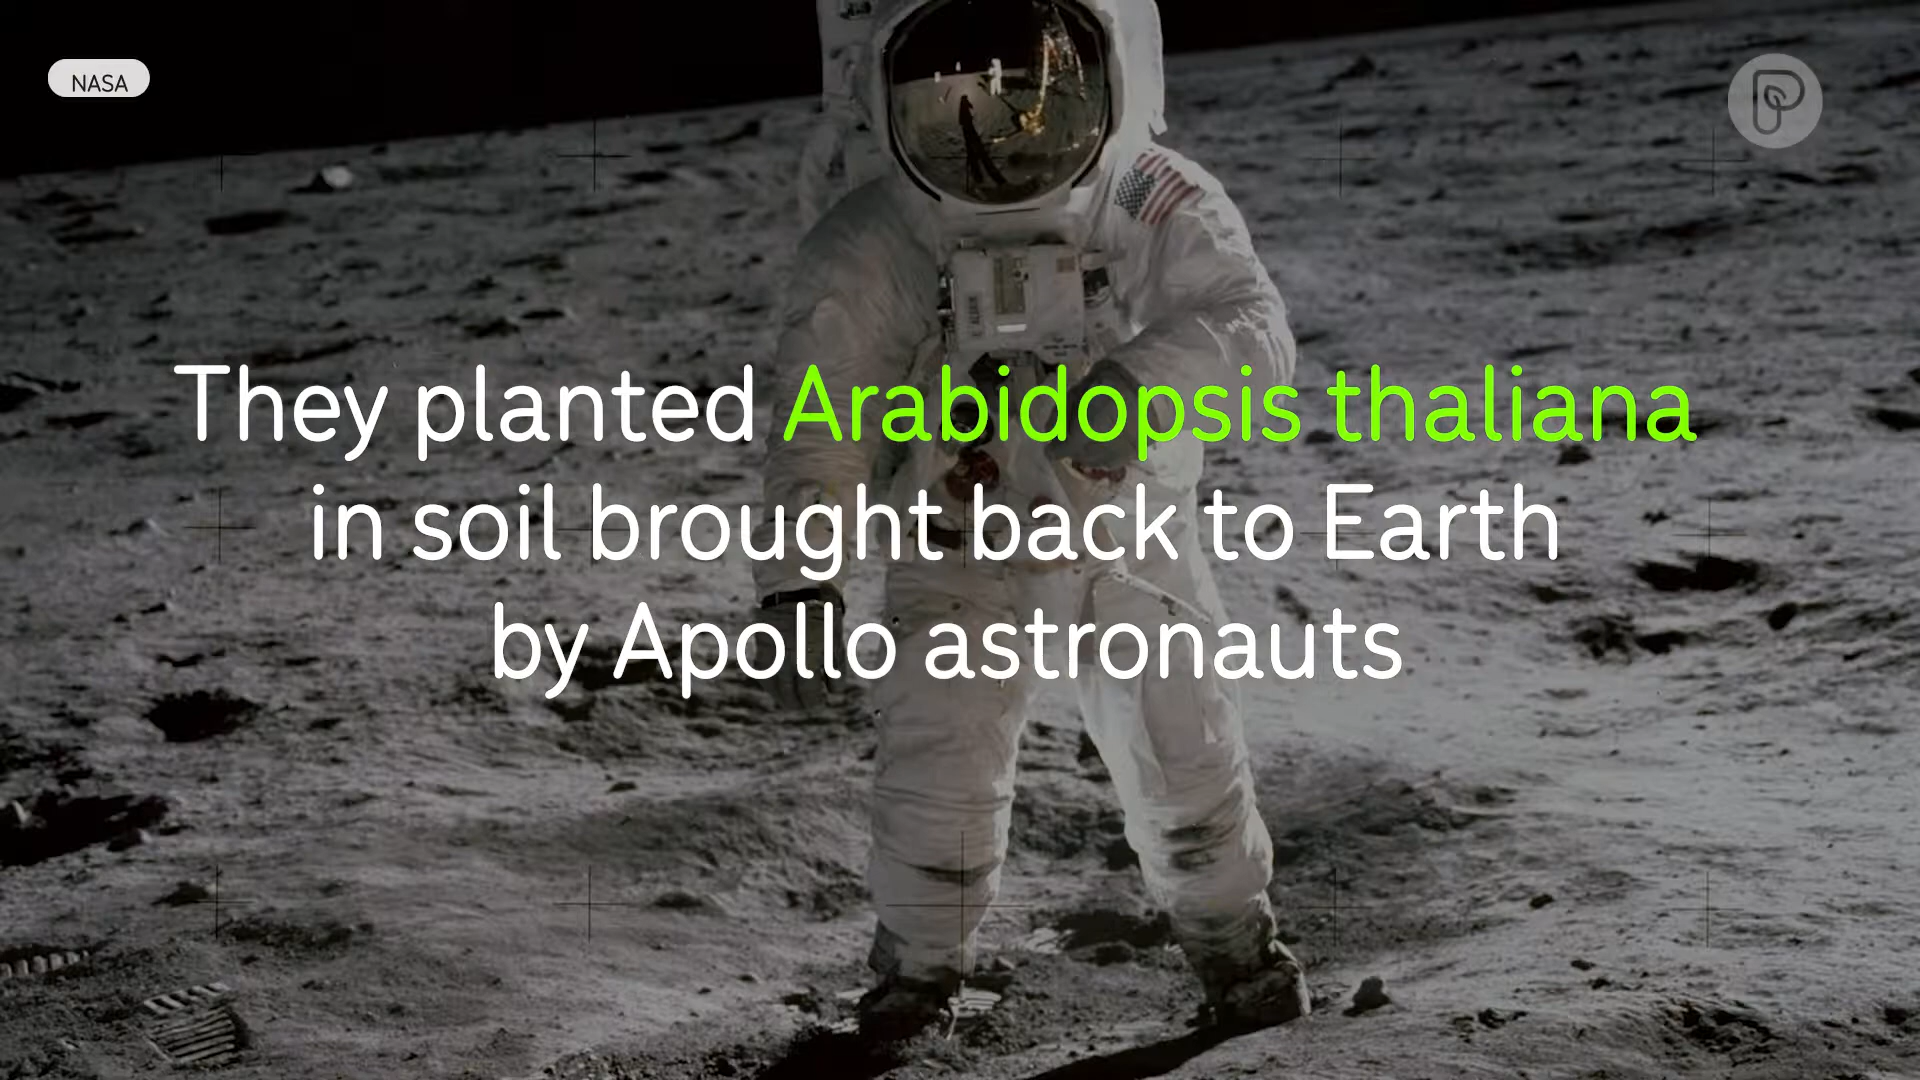 NASA
They planted Arabidopsis thaliana
in soil brought back to Earth
by Apollo astronauts